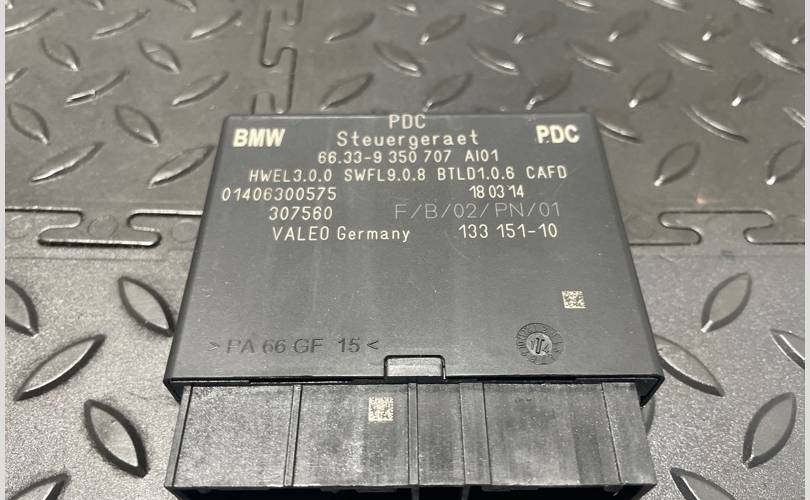 PDC
BMW Steuergeraet PDC
66.33-9 350 707 AI01
HWEL3.0.0 SWFL9.0.8 BTLD1.0.6 CAFD
01406300575 18 03 14
307560 F/B/02/PN/01
VALEO Germany 133 151-10
>PA 66 GF 15<